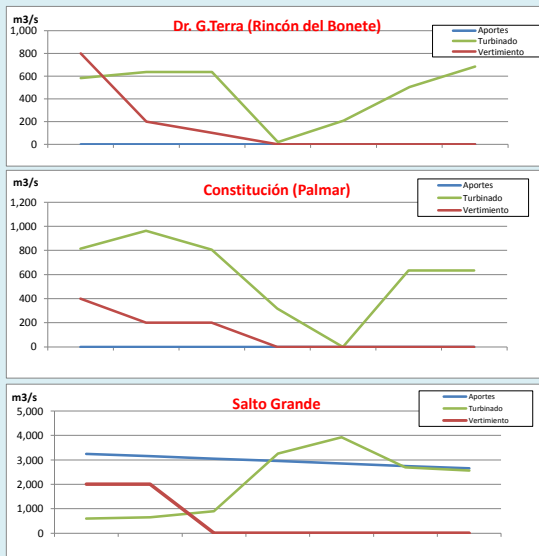 m3/s
Dr. G.Terra (Rincón del Bonete)
Aportes
Turbinado
Vertimiento
1,000
800
600
400
200
0
m3/s
Constitución (Palmar)
Aportes
Turbinado
Vertimiento
1,200
1,000
800
600
400
200
0
m3/s
Salto Grande
Aportes
Turbinado
Vertimiento
5,000
4,000
3,000
2,000
1,000
0